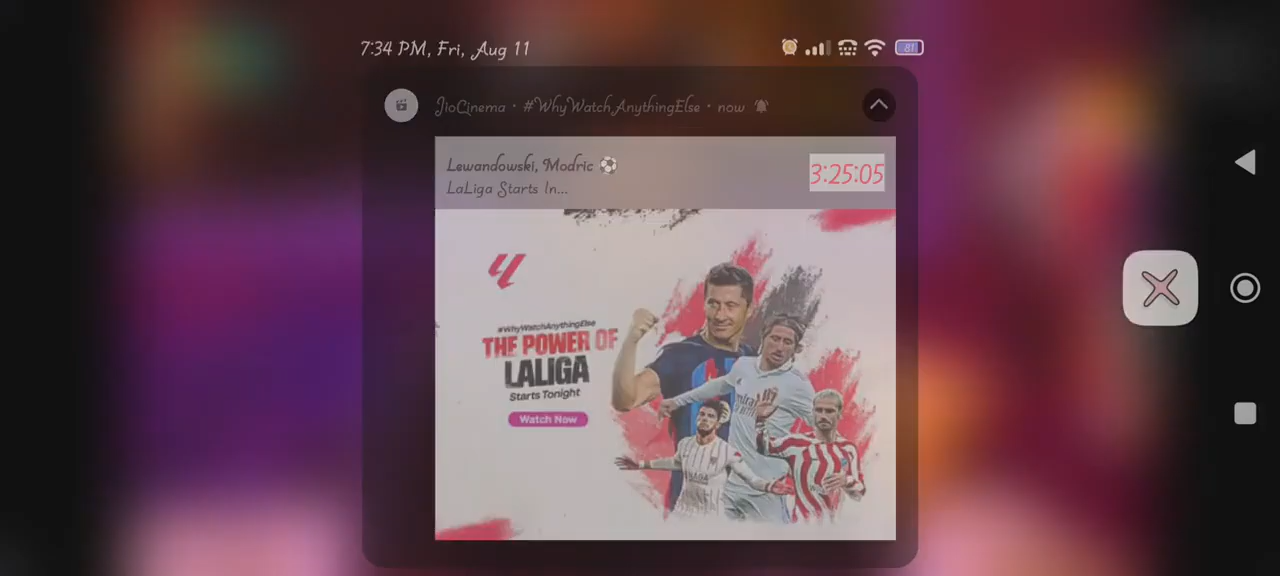 7:34 PM, Fri, Aug 11
81
JioCinema · #WhyWatchAnythingElse · now
Lewandowski, Modric ⚽
LaLiga Starts In...
3:25:05
#WhyWatchAnythingElse
THE POWER OF
LALIGA
Starts Tonight
Watch Now